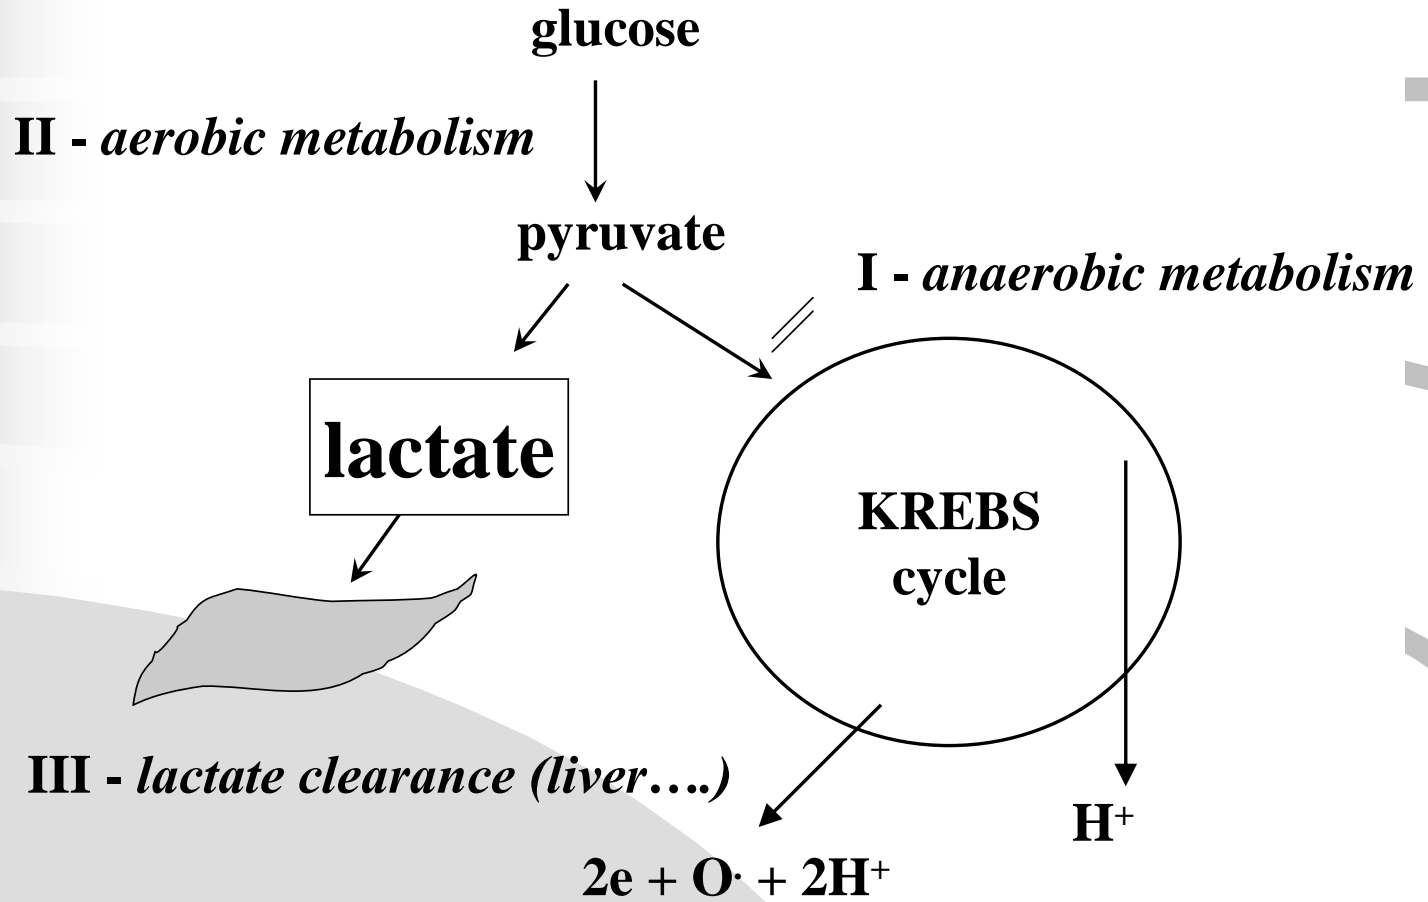 glucose
II - aerobic metabolism
pyruvate
I - anaerobic metabolism
lactate
KREBS
cycle
III - lactate clearance (liver….)
H⁺
2e + O· + 2H⁺